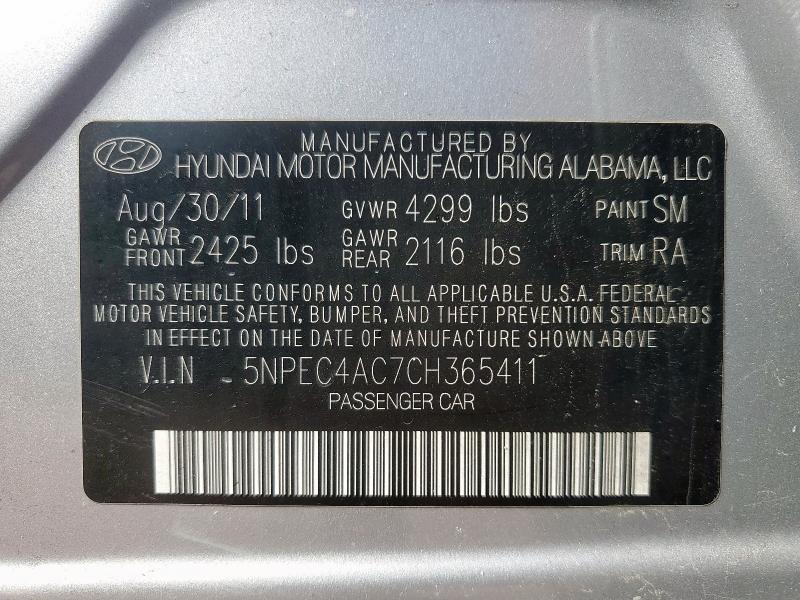 MANUFACTURED BY
HYUNDAI MOTOR MANUFACTURING ALABAMA, LLC
Aug/30/11 GVWR 4299 lbs PAINT SM
GAWR FRONT 2425 lbs GAWR REAR 2116 lbs TRIM RA
THIS VEHICLE CONFORMS TO ALL APPLICABLE U.S.A. FEDERAL
MOTOR VEHICLE SAFETY, BUMPER, AND THEFT PREVENTION STANDARDS
IN EFFECT ON THE DATE OF MANUFACTURE SHOWN ABOVE
V.I.N 5NPEC4AC7CH365411
PASSENGER CAR